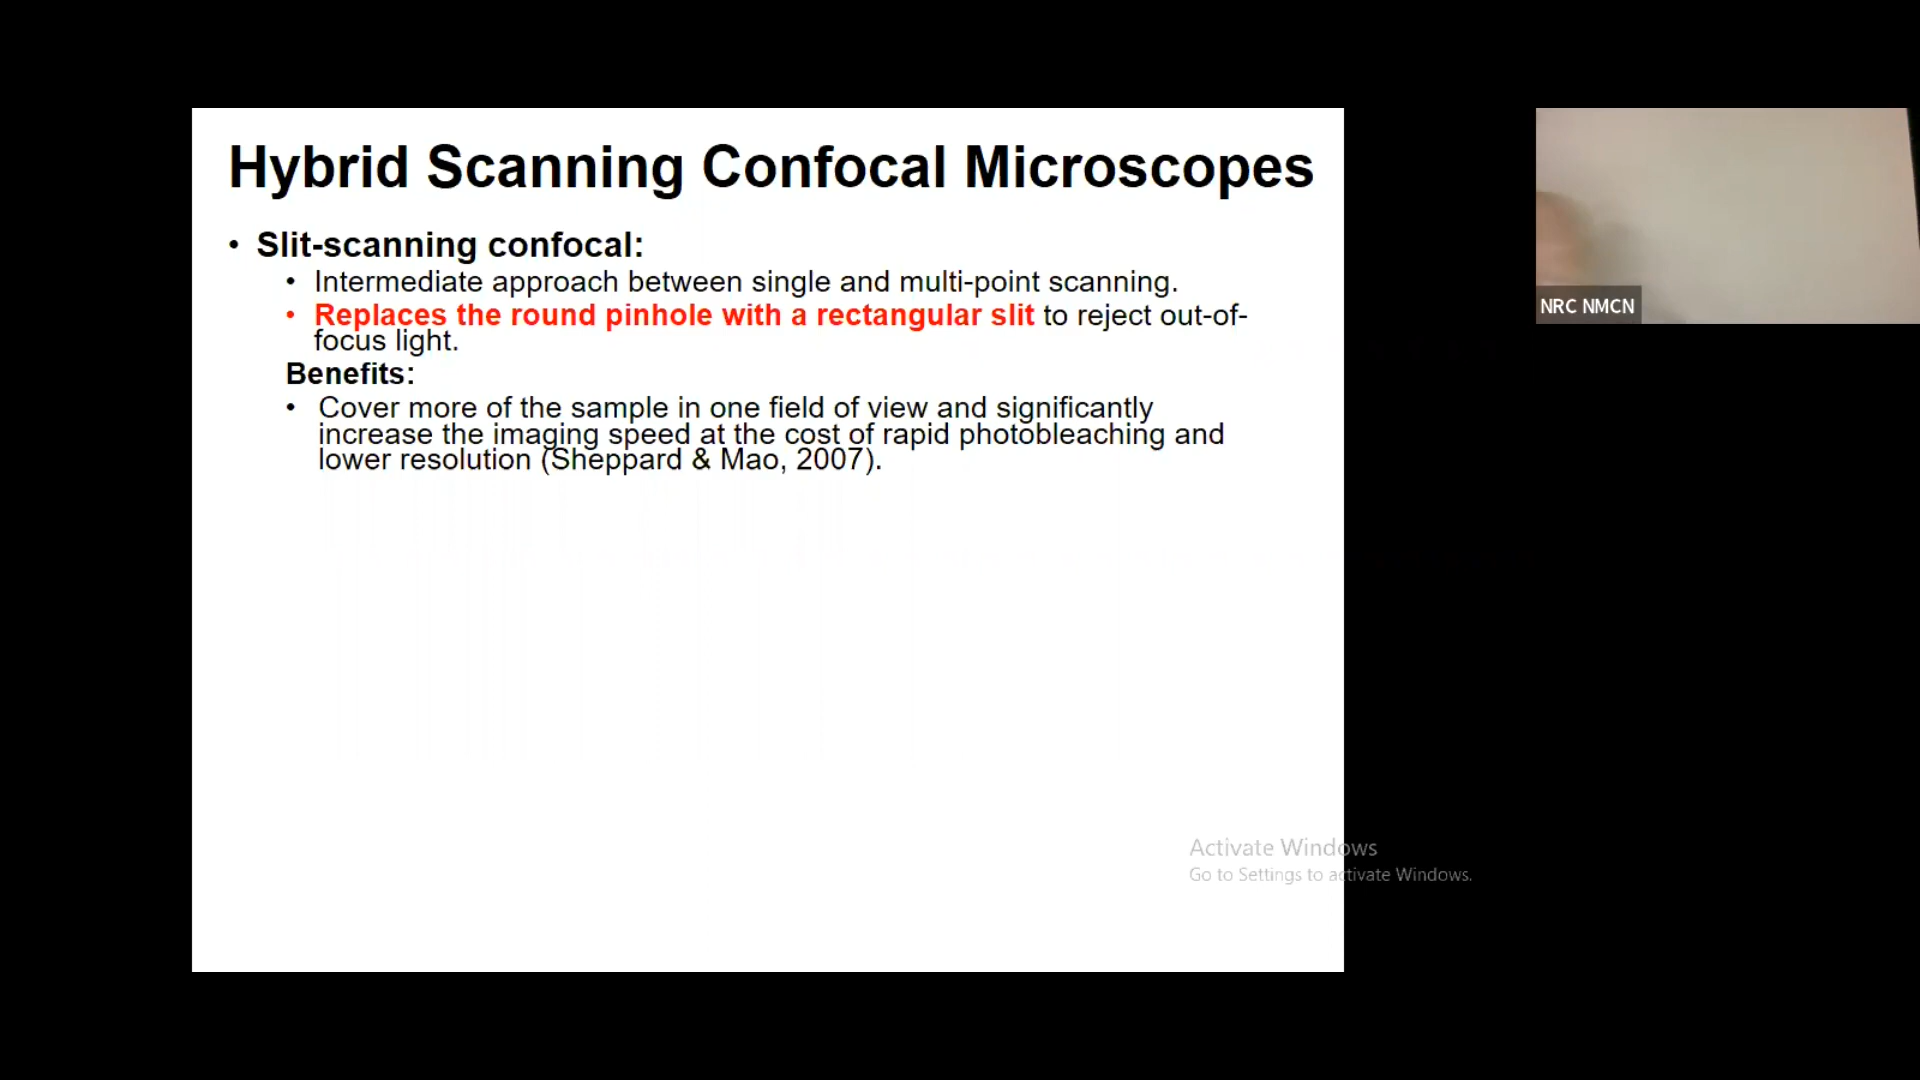 Hybrid Scanning Confocal Microscopes
• Slit-scanning confocal:
• Intermediate approach between single and multi-point scanning.
• Replaces the round pinhole with a rectangular slit to reject out-of-
focus light.
Benefits:
• Cover more of the sample in one field of view and significantly
increase the imaging speed at the cost of rapid photobleaching and
lower resolution (Sheppard & Mao, 2007).
NRC NMCN
Activate Windows
Go to Settings to activate Windows.